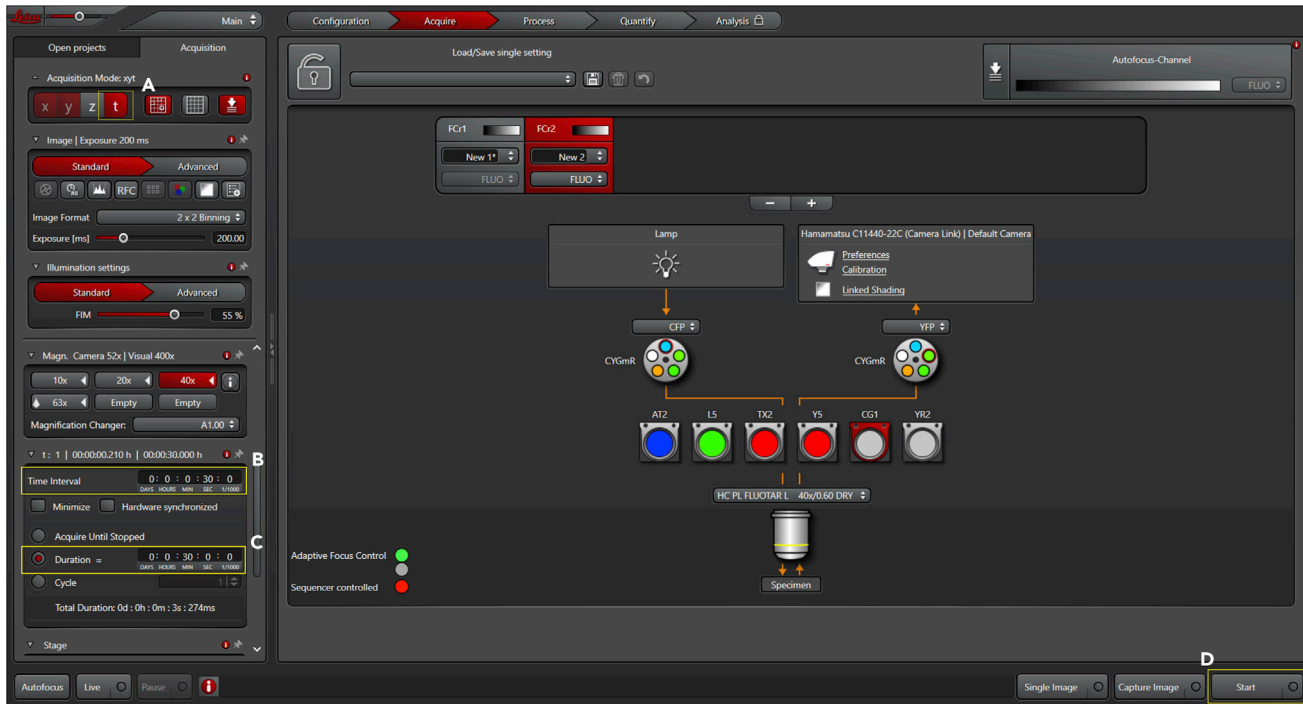 Leica
Main
Configuration
Acquire
Process
Quantify
Analysis
Open projects
Acquisition
Acquisition Mode: xyt
A
x y z t
Image | Exposure 200 ms
Standard
Advanced
RFC
Image Format
2 x 2 Binning
Exposure [ms]
200.00
Illumination settings
Standard
Advanced
FIM
55 %
Magn. Camera 52x | Visual 400x
10x
20x
40x
63x
Empty
Empty
Magnification Changer:
A1.00
t : 1 | 00:00:00.210 h | 00:00:30.000 h
B
Time Interval
0 : 0 : 0 : 30 : 0
DAYS HOURS MIN SEC 1/1000
Minimize
Hardware synchronized
Acquire Until Stopped
C
Duration =
0 : 0 : 30 : 0 : 0
DAYS HOURS MIN SEC 1/1000
Cycle
1
Total Duration: 0d : 0h : 0m : 3s : 274ms
Stage
Load/Save single setting
Autofocus-Channel
FLUO
FCr1
FCr2
New 1*
New 2
FLUO
FLUO
− +
Lamp
Hamamatsu C11440-22C (Camera Link) | Default Camera
Preferences
Calibration
Linked Shading
CFP
YFP
CYGmR
CYGmR
AT2 L5 TX2 Y5 CG1 YR2
HC PL FLUOTAR L 40x/0.60 DRY
Adaptive Focus Control
Sequencer controlled
Specimen
D
Autofocus
Live
Pause
Single Image
Capture Image
Start